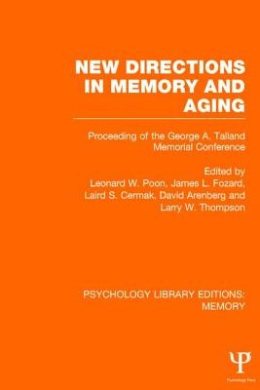 NEW DIRECTIONS
IN MEMORY AND
AGING
Proceeding of the George A. Talland
Memorial Conference
Edited by
Leonard W. Poon, James L. Fozard,
Laird S. Cermak, David Arenberg and
Larry W. Thompson
PSYCHOLOGY LIBRARY EDITIONS:
MEMORY
Psychology Press